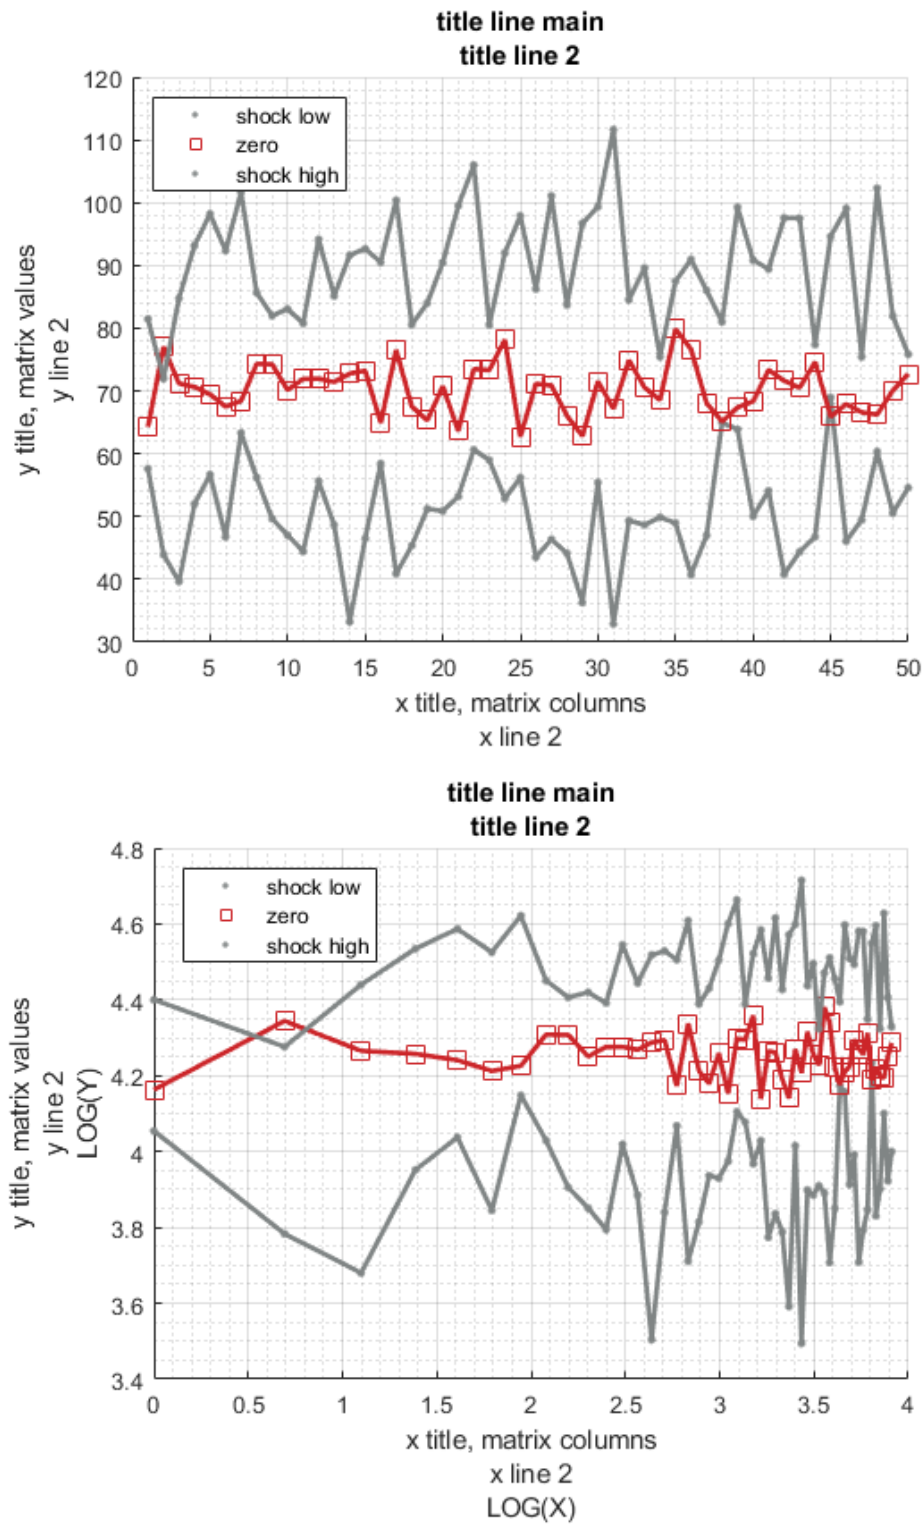 title line main
title line 2
120
110
100
90
80
70
60
50
40
30
shock low
zero
shock high
y title, matrix values
y line 2
0 5 10 15 20 25 30 35 40 45 50
x title, matrix columns
x line 2
title line main
title line 2
4.8
4.6
4.4
4.2
4
3.8
3.6
3.4
shock low
zero
shock high
y title, matrix values
y line 2
LOG(Y)
0 0.5 1 1.5 2 2.5 3 3.5 4
x title, matrix columns
x line 2
LOG(X)